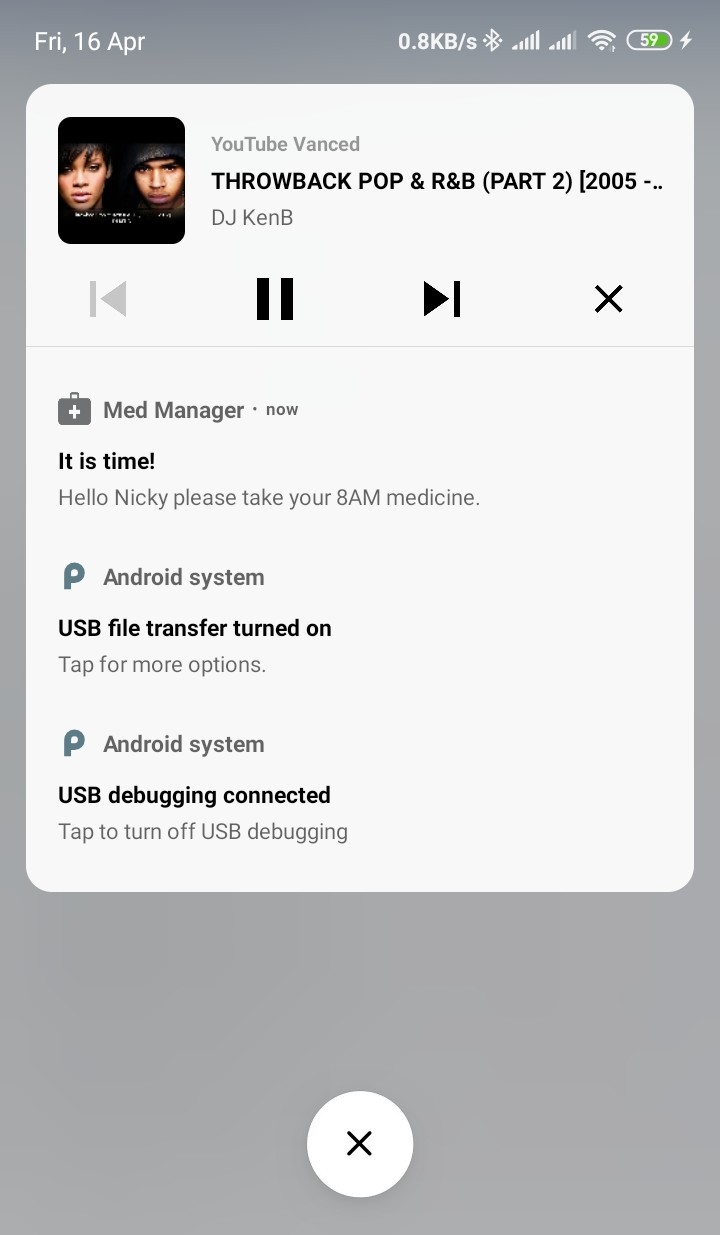 Fri, 16 Apr 0.8KB/s 59
YouTube Vanced
THROWBACK POP & R&B (PART 2) [2005 -..
DJ KenB
Med Manager · now
It is time!
Hello Nicky please take your 8AM medicine.
Android system
USB file transfer turned on
Tap for more options.
Android system
USB debugging connected
Tap to turn off USB debugging